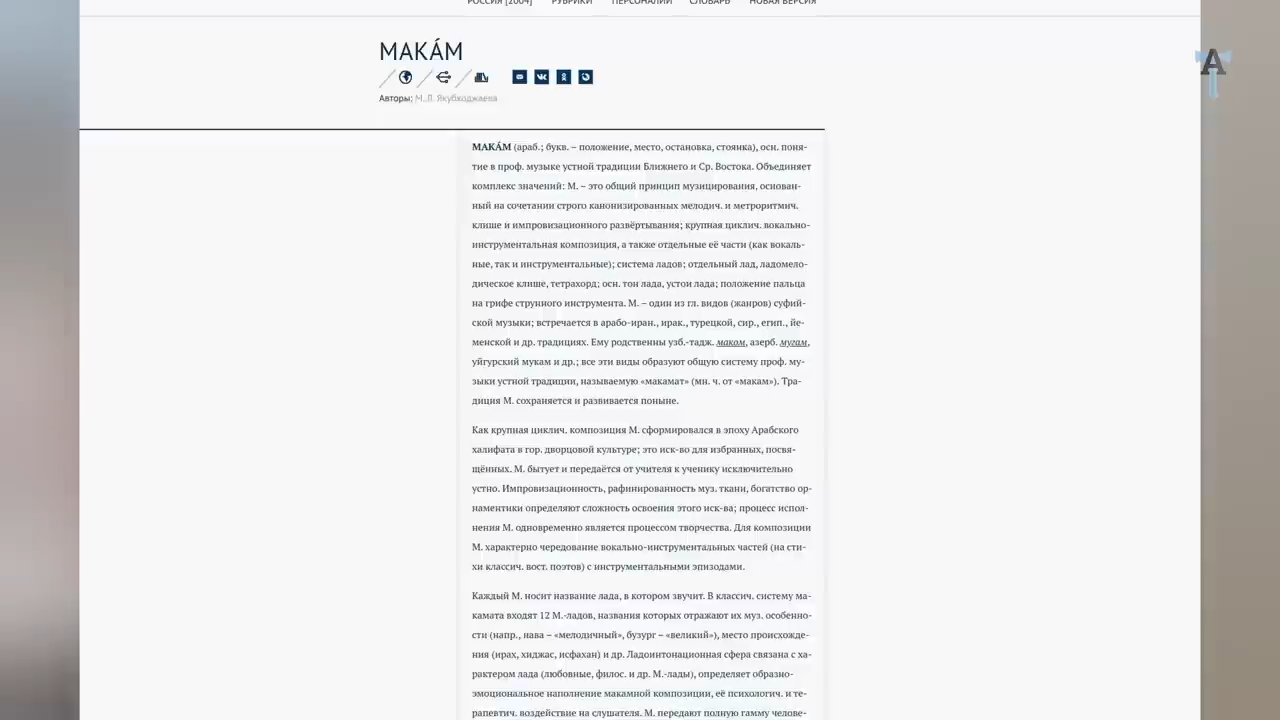 РОССИЯ [2004] РУБРИКИ ПЕРСОНАЛИИ СЛОВАРЬ НОВАЯ ВЕРСИЯ
МАКА́М
Авторы: М. Л. Якубходжаева
МАКА́М (араб.; букв. – положение, место, остановка, стоянка), осн. поня-
тие в проф. музыке устной традиции Ближнего и Ср. Востока. Объединяет
комплекс значений: М. – это общий принцип музицирования, основан-
ный на сочетании строго канонизированных мелодич. и метроритмич.
клише и импровизационного развёртывания; крупная циклич. вокально-
инструментальная композиция, а также отдельные её части (как вокаль-
ные, так и инструментальные); система ладов; отдельный лад, ладомело-
дическое клише, тетрахорд; осн. тон лада, устои лада; положение пальца
на грифе струнного инструмента. М. – один из гл. видов (жанров) суфий-
ской музыки; встречается в арабо-иран., ирак., турецкой, сир., егип., йе-
менской и др. традициях. Ему родственны узб.-тадж. маком, азерб. мугам,
уйгурский мукам и др.; все эти виды образуют общую систему проф. му-
зыки устной традиции, называемую «макамат» (мн. ч. от «макам»). Тра-
диция М. сохраняется и развивается поныне.
Как крупная циклич. композиция М. сформировался в эпоху Арабского
халифата в гор. дворцовой культуре; это иск-во для избранных, посвя-
щённых. М. бытует и передаётся от учителя к ученику исключительно
устно. Импровизационность, рафинированность муз. ткани, богатство ор-
наментики определяют сложность освоения этого иск-ва; процесс испол-
нения М. одновременно является процессом творчества. Для композиции
М. характерно чередование вокально-инструментальных частей (на сти-
хи классич. вост. поэтов) с инструментальными эпизодами.
Каждый М. носит название лада, в котором звучит. В классич. систему ма-
камата входят 12 М.-ладов, названия которых отражают их муз. особенно-
сти (напр., нава – «мелодичный», бузург – «великий»), место происхожде-
ния (ирах, хиджас, исфахан) и др. Ладоинтонационная сфера связана с ха-
рактером лада (любовные, филос. и др. М.-лады), определяет образно-
эмоциональное наполнение макамной композиции, её психологич. и те-
рапевтич. воздействие на слушателя. М. передают полную гамму челове-
А